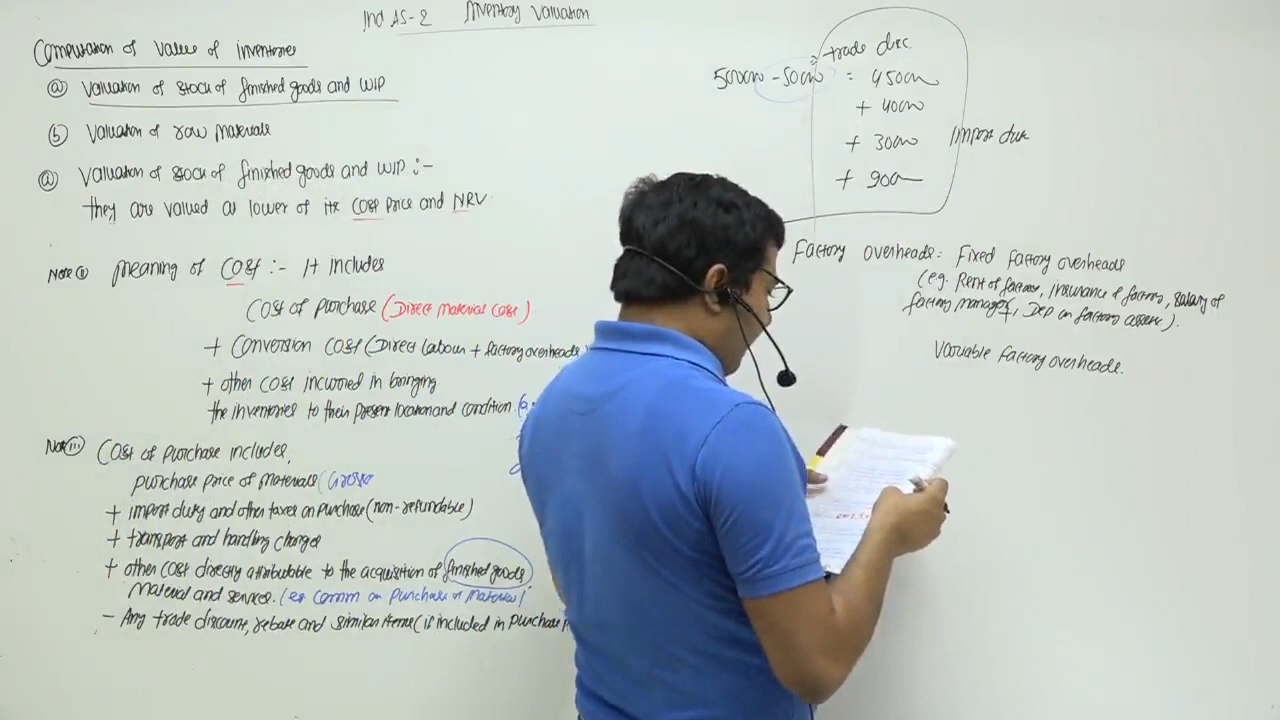 Ind AS-2 Inventory Valuation
Computation of value of inventories
(a) Valuation of stock of finished goods and WIP
(b) Valuation of raw materials
(a) Valuation of stock of finished goods and WIP :-
they are valued at lower of its cost price and NRV.
Note (i) Meaning of Cost :- It includes
Cost of purchase (Direct Material Cost)
+ Conversion cost (Direct Labour + factory overheads
+ other cost incurred in bringing
the inventories to their present location and condition.
Note (ii) Cost of purchase includes,
purchase price of materials (Gross
+ import duty and other taxes on purchase (non-refundable)
+ transport and handling charges
+ other cost directly attributable to the acquisition of finished goods
Material and services. (eg comm on purchase of material)
- Any trade discount, rebate and similar items (is included in purchase
trade disc.
50000 - 5000 = 45000
+ 4000
+ 3000 Import duty
+ 9000
Factory overheads: Fixed factory overheads
(eg. Rent of factory, insurance of factory, salary of
factory manager, Dep on factory assets).
Variable factory overheads.